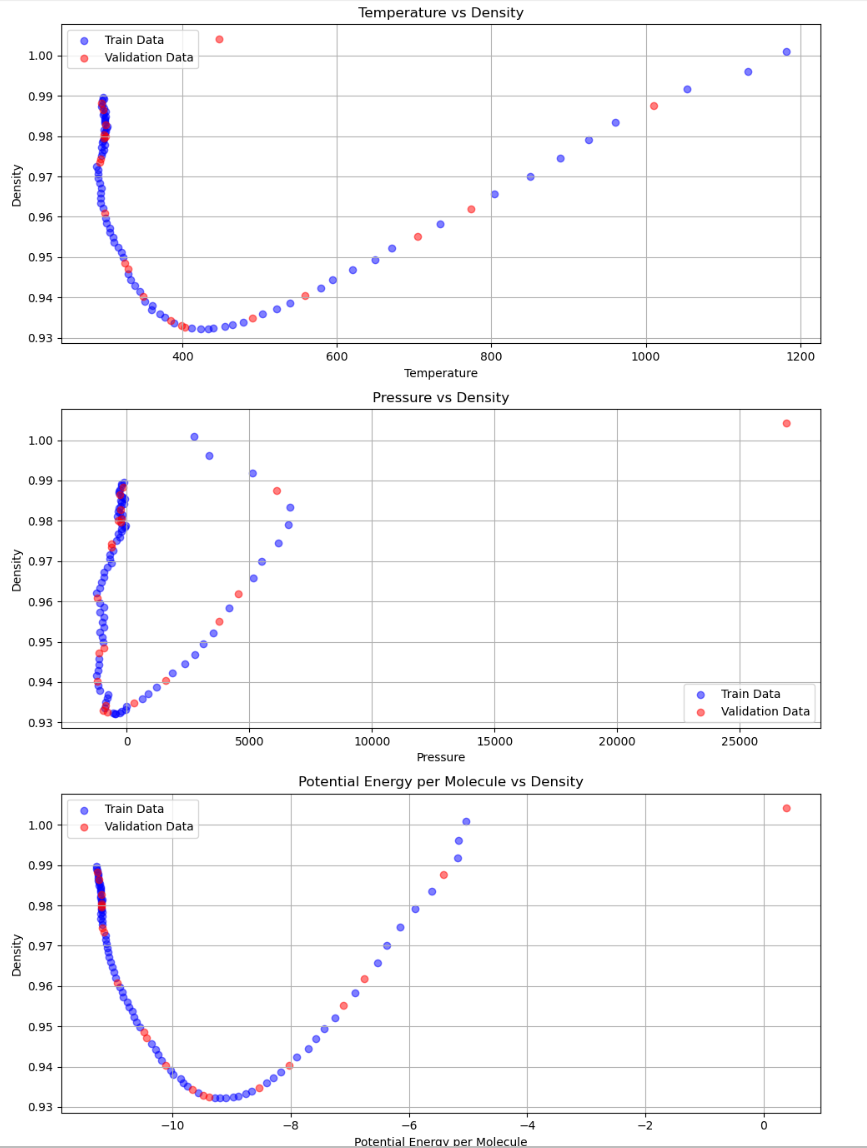 Temperature vs Density
Train Data
Validation Data
1.00
0.99
0.98
0.97
0.96
0.95
0.94
0.93
Density
400 600 800 1000 1200
Temperature
Pressure vs Density
1.00
0.99
0.98
0.97
0.96
0.95
0.94
0.93
Density
Train Data
Validation Data
0 5000 10000 15000 20000 25000
Pressure
Potential Energy per Molecule vs Density
Train Data
Validation Data
1.00
0.99
0.98
0.97
0.96
0.95
0.94
0.93
Density
−10 −8 −6 −4 −2 0
Potential Energy per Molecule